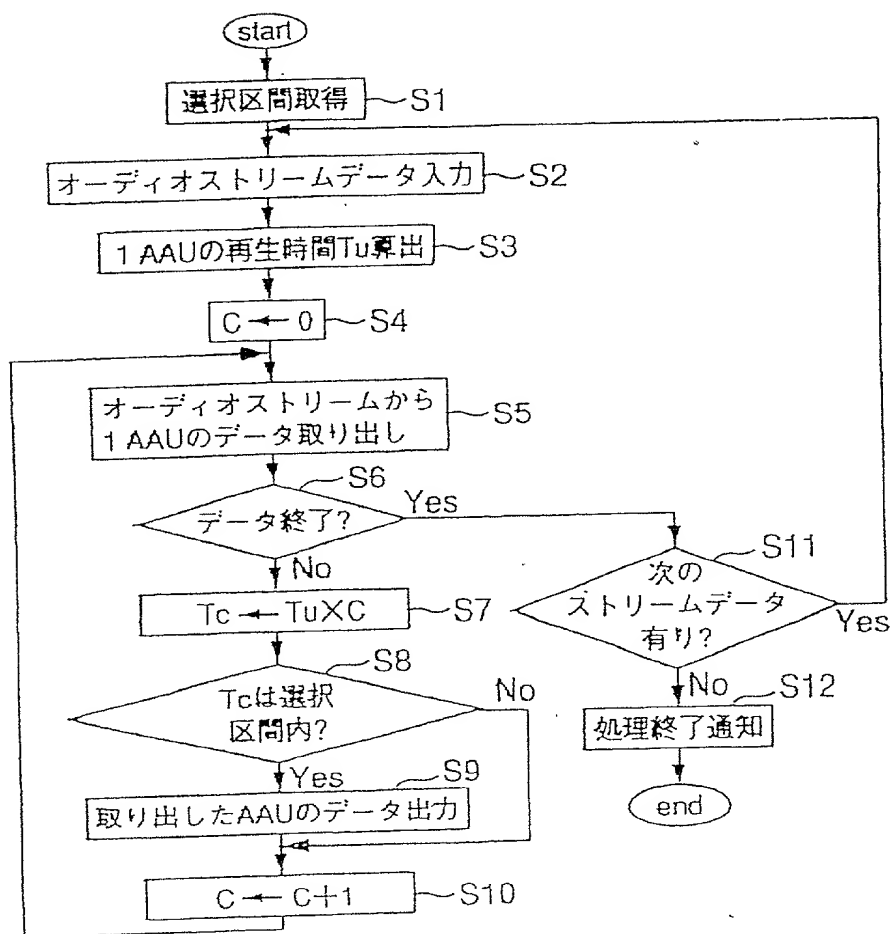 start
選択区間取得
S1
オーディオストリームデータ入力
S2
1 AAUの再生時間Tu算出
S3
C ← 0
S4
オーディオストリームから
1 AAUのデータ取り出し
S5
S6
データ終了?
Yes
No
Tc ← Tu×C
S7
S8
Tcは選択
区間内?
No
Yes
S9
取り出したAAUのデータ出力
C ← C+1
S10
S11
次の
ストリームデータ
有り?
Yes
No
S12
処理終了通知
end